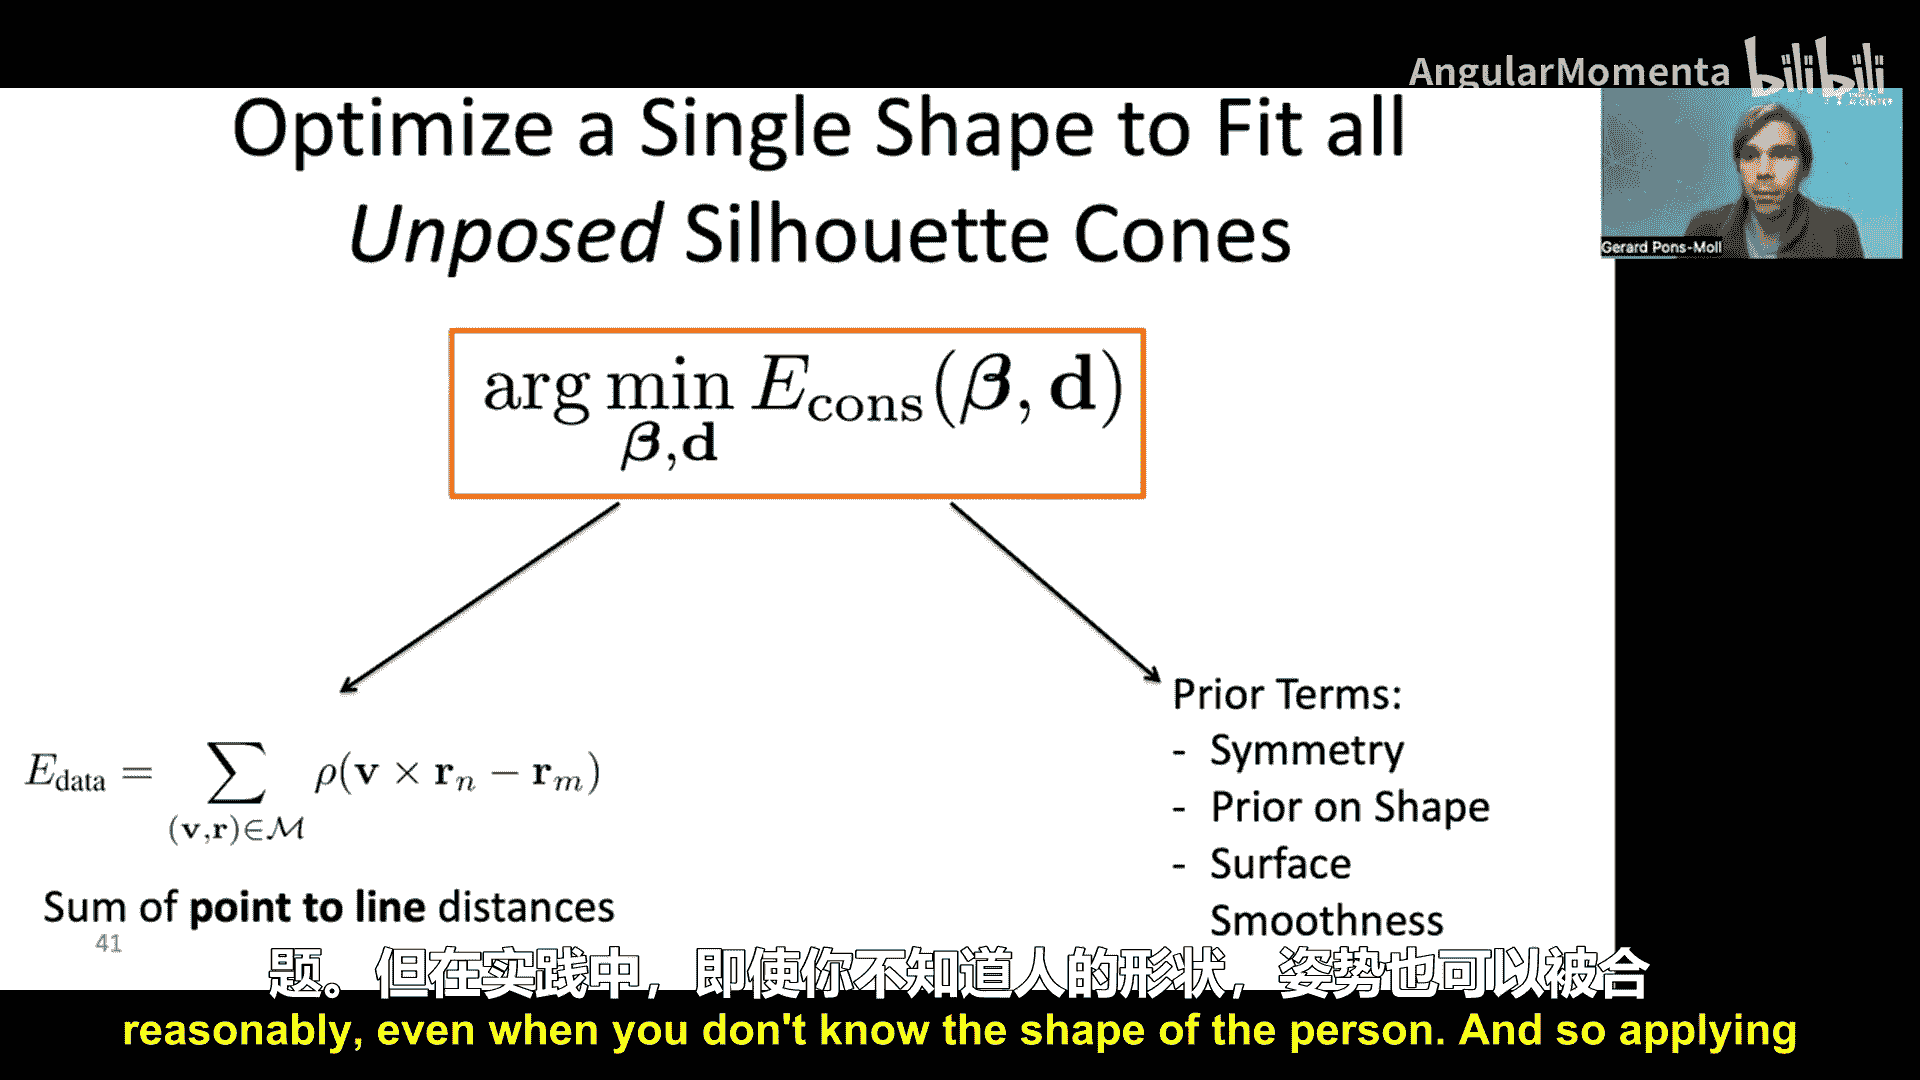 AngularMomenta bilibili
Optimize a Single Shape to Fit all
Unposed Silhouette Cones
Gerard Pons-Moll
arg min E_cons(β, d)
β,d
Prior Terms:
- Symmetry
- Prior on Shape
- Surface
Smoothness
E_data = ∑ ρ(v × r_n − r_m)
(v,r)∈M
Sum of point to line distances
41
题。但在实践中，即使你不知道人的形状，姿势也可以被合
reasonably, even when you don't know the shape of the person. And so applying